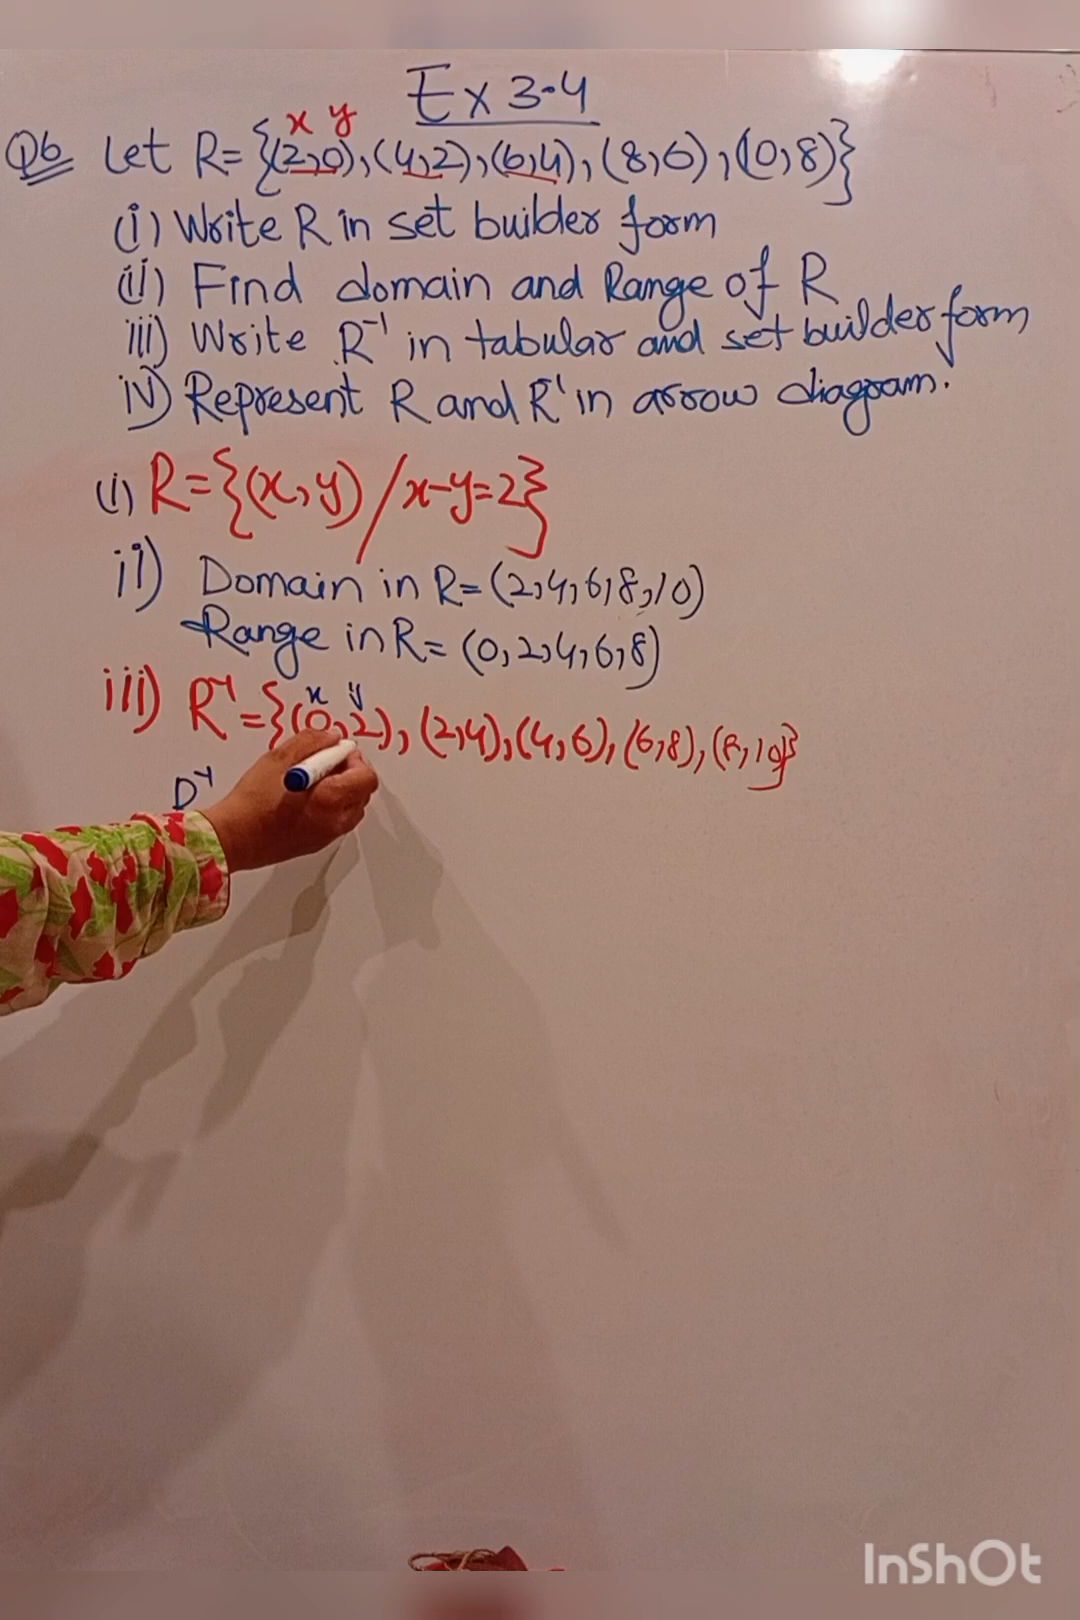 Ex 3.4
x y
Q6 Let R={(2,0),(4,2),(6,4),(8,6),(10,8)}
(i) Write R in set builder form
(ii) Find domain and Range of R
iii) Write R⁻¹ in tabular and set builder form
iv) Represent R and R⁻¹ in arrow diagram.
(i) R={(x,y)/x-y=2}
ii) Domain in R=(2,4,6,8,10)
Range in R=(0,2,4,6,8)
x y
iii) R⁻¹={(0,2),(2,4),(4,6),(6,8),(8,10)}
R⁻¹
InShOt